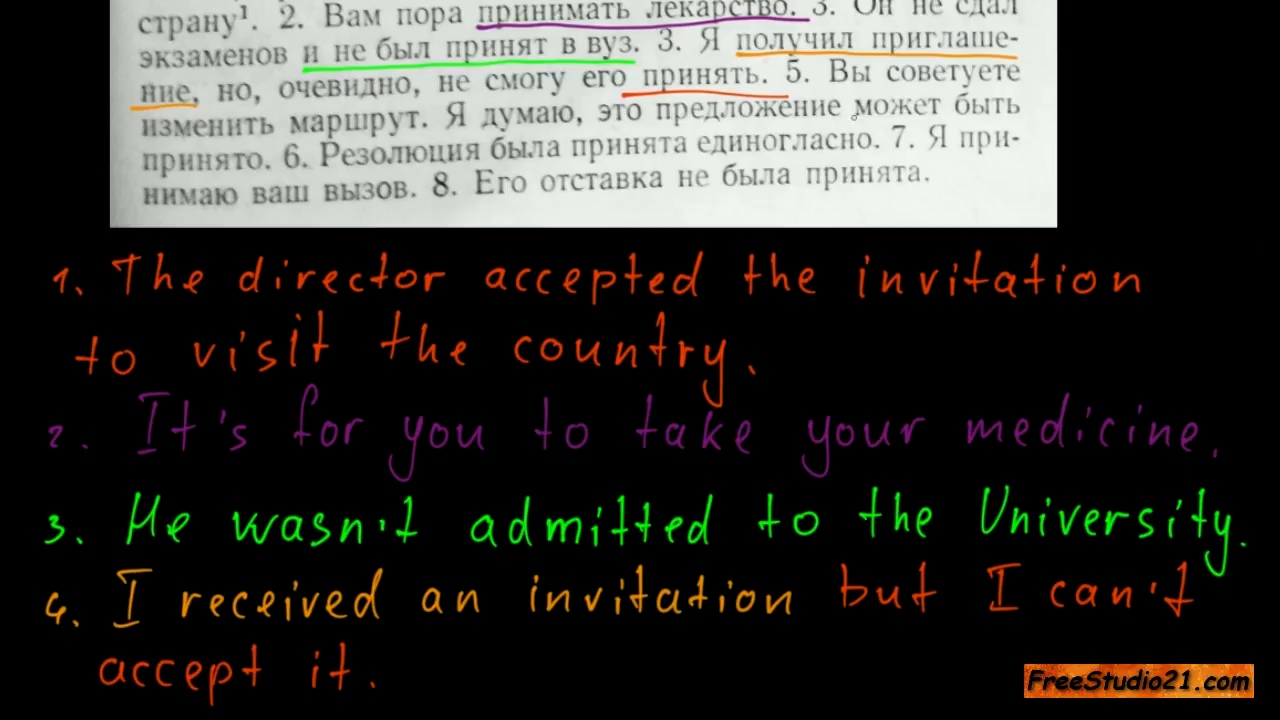 страну¹. 2. Вам пора принимать лекарство. 3. Он не сдал
экзаменов и не был принят в вуз. 3. Я получил приглаше-
ние, но, очевидно, не смогу его принять. 5. Вы советуете
изменить маршрут. Я думаю, это предложение может быть
принято. 6. Резолюция была принята единогласно. 7. Я при-
нимаю ваш вызов. 8. Его отставка не была принята.
1. The director accepted the invitation
to visit the country.
2. It's for you to take your medicine.
3. He wasn't admitted to the University.
4. I received an invitation but I can't
accept it.
FreeStudio21.com